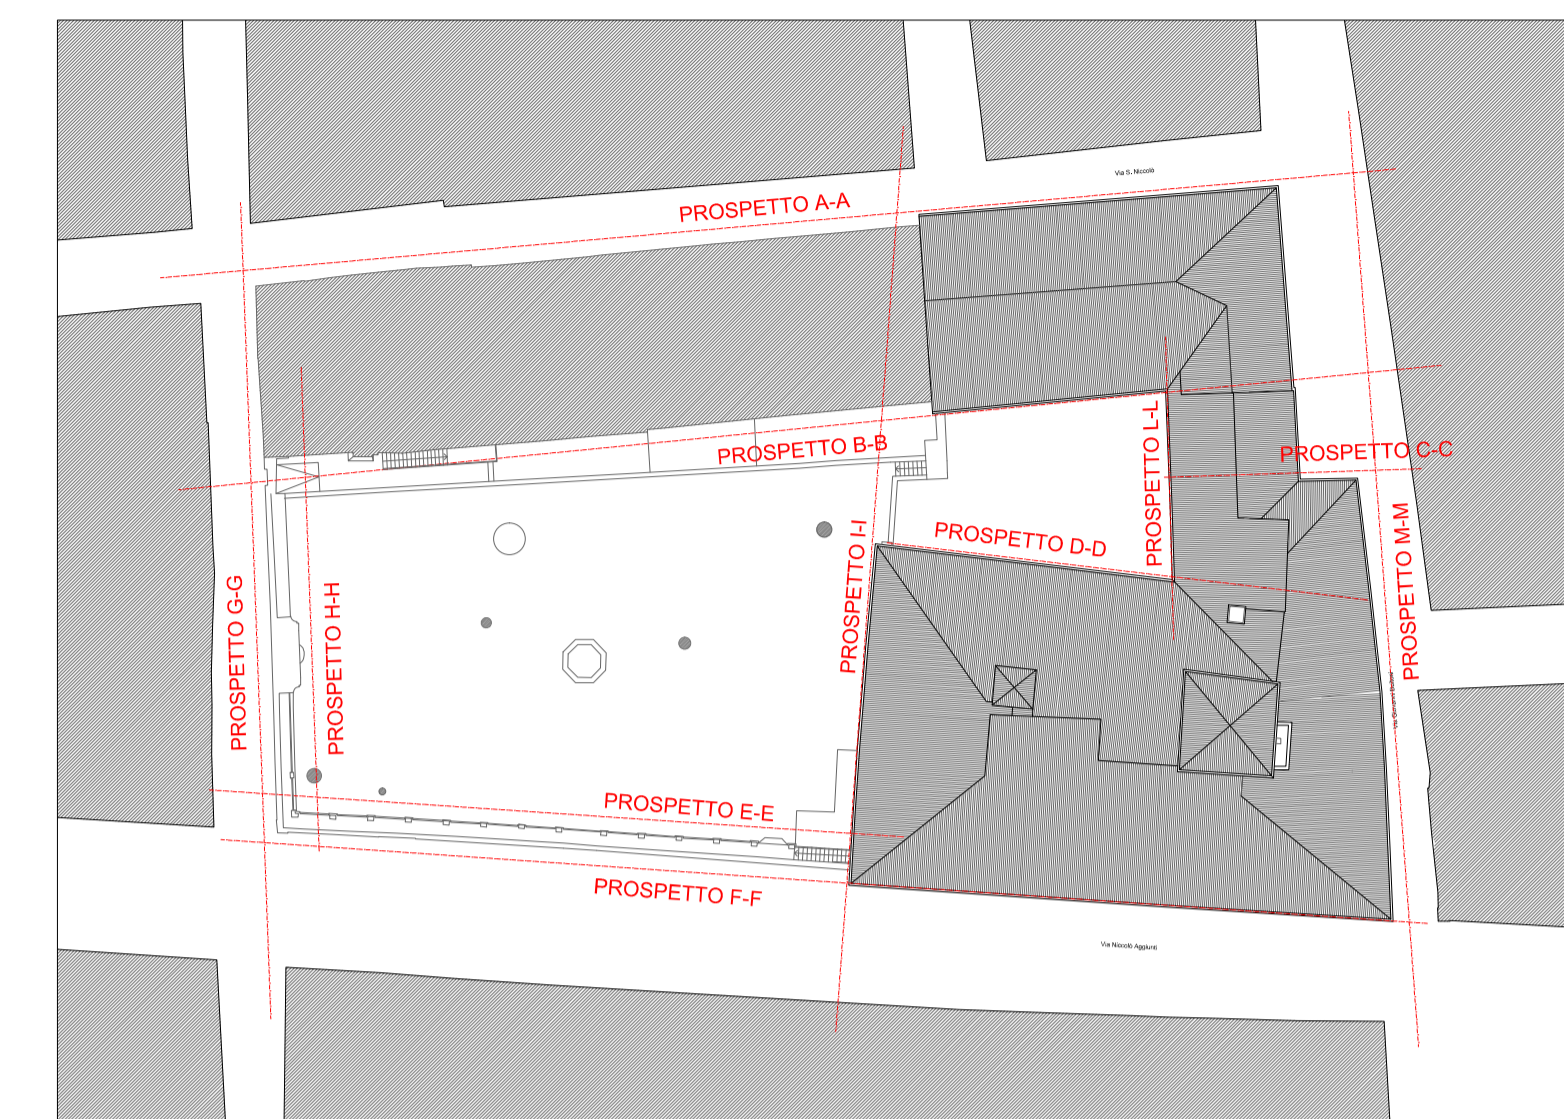 Via S. Niccolò
PROSPETTO A-A
PROSPETTO B-B
PROSPETTO C-C
PROSPETTO L-L
PROSPETTO D-D
PROSPETTO I-I
PROSPETTO M-M
PROSPETTO G-G
PROSPETTO H-H
PROSPETTO E-E
PROSPETTO F-F
Via Niccolò Aggiunti